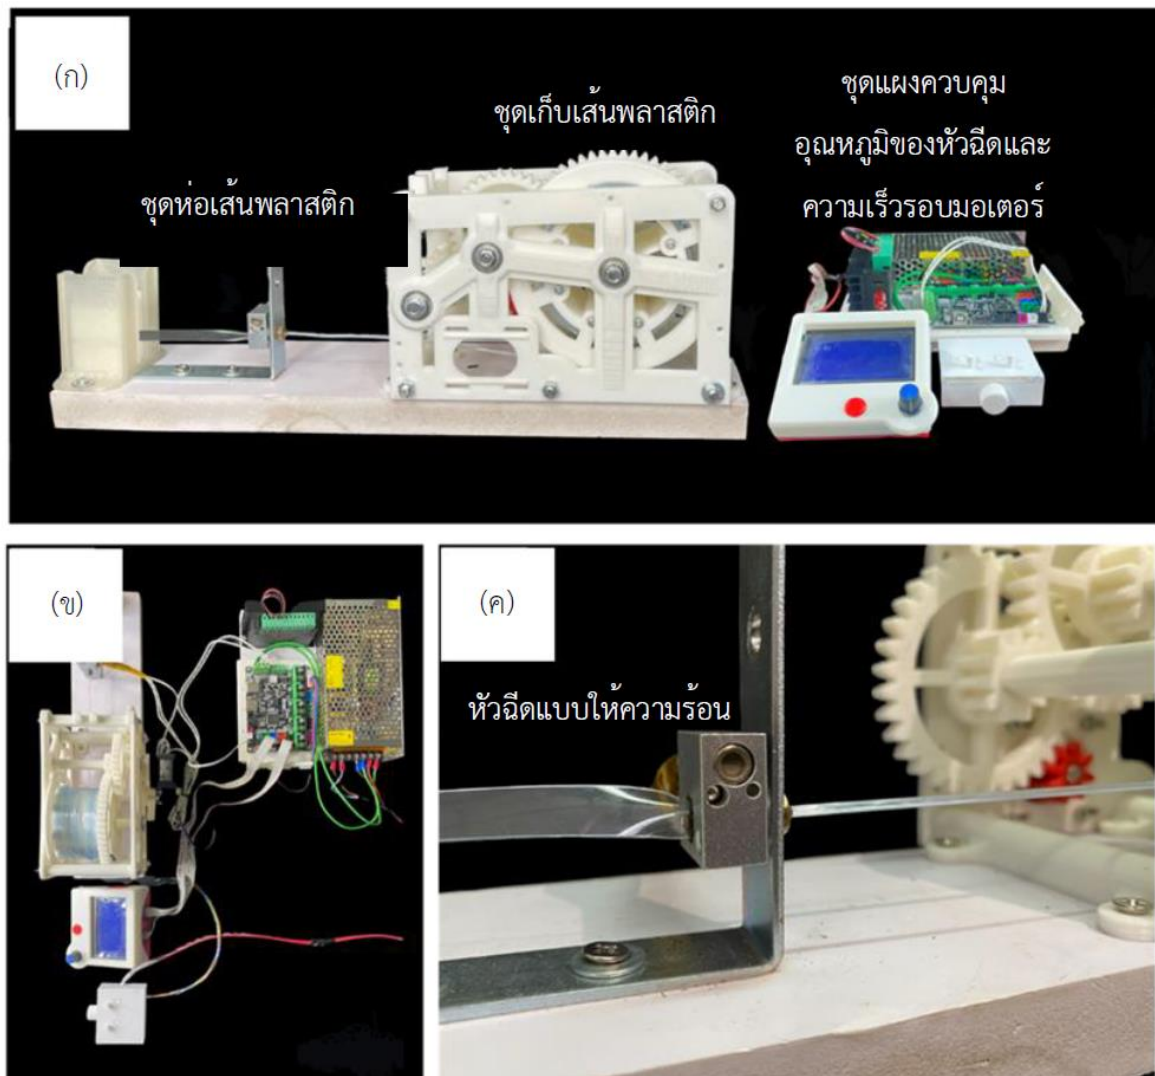 (ก)
ชุดห่อเส้นพลาสติก
ชุดเก็บเส้นพลาสติก
ชุดแผงควบคุม
อุณหภูมิของหัวฉีดและ
ความเร็วรอบมอเตอร์
(ข)
(ค)
หัวฉีดแบบให้ความร้อน